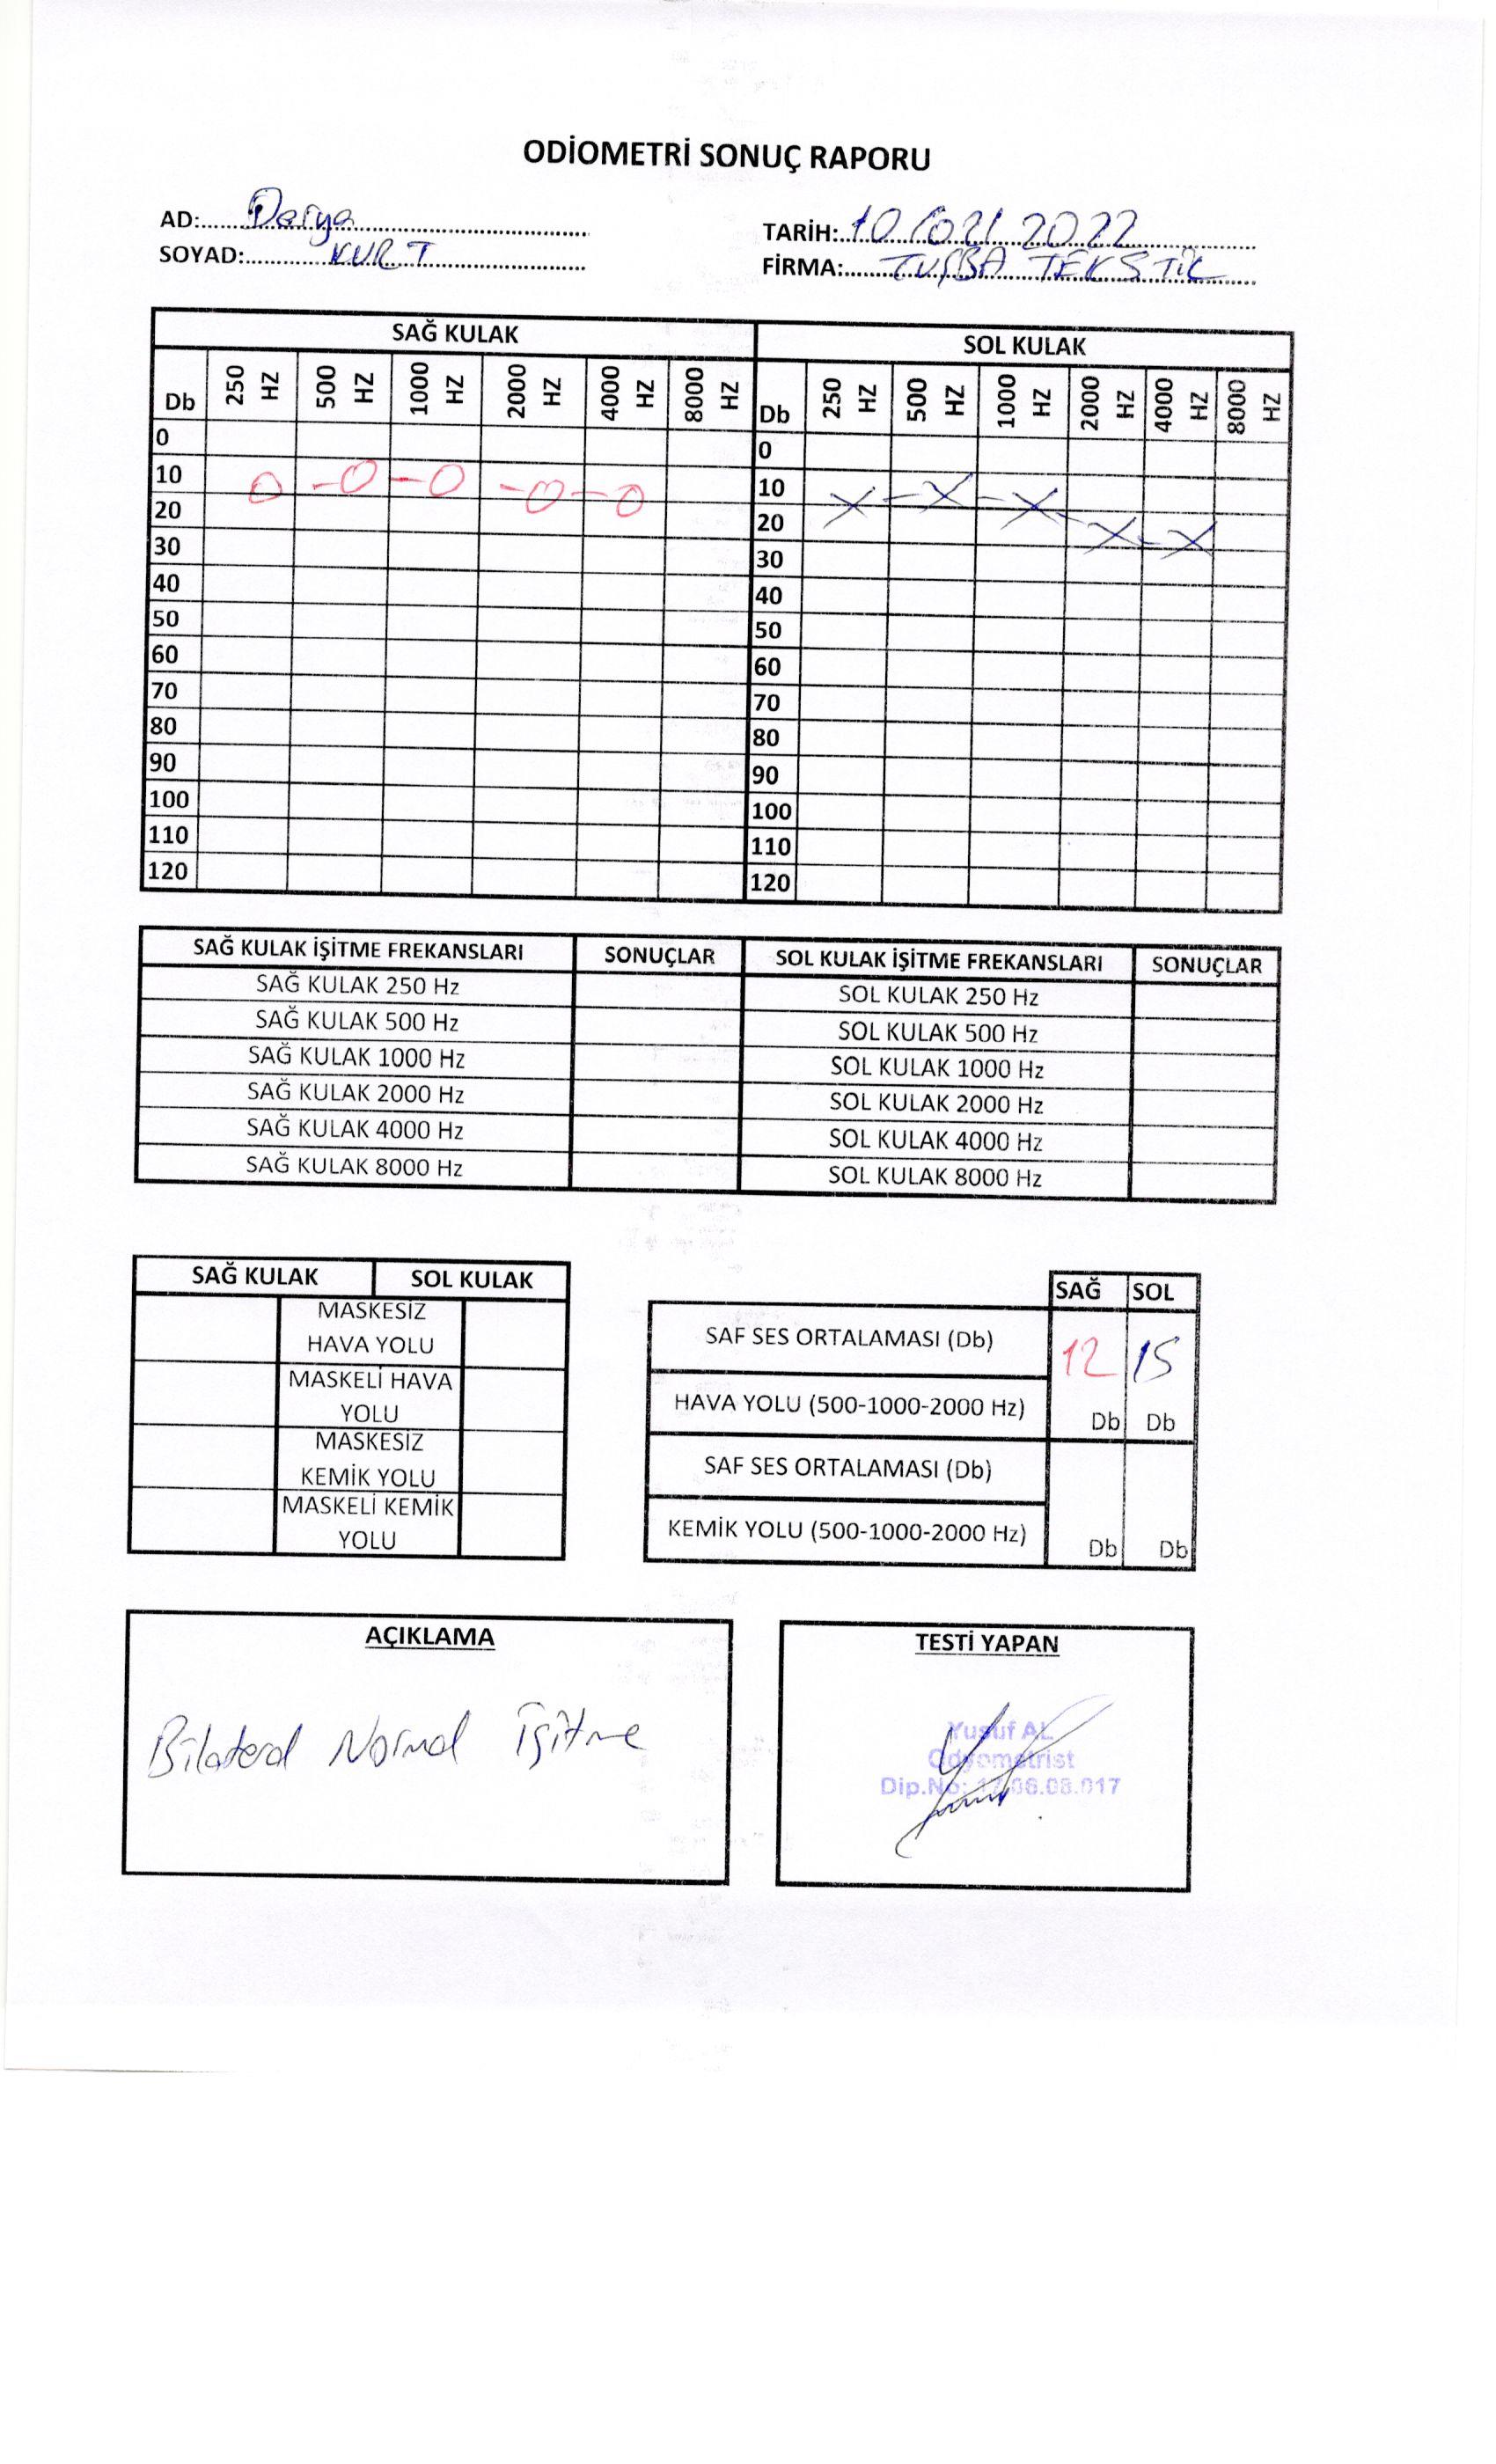 ODİOMETRİ SONUÇ RAPORU
AD: Derya
SOYAD: KURT
TARİH: 10/02/2022
FİRMA: TUŞBA TEKSTİL
SAĞ KULAK SOL KULAK
Db 250 HZ 500 HZ 1000 HZ 2000 HZ 4000 HZ 8000 HZ Db 250 HZ 500 HZ 1000 HZ 2000 HZ 4000 HZ 8000 HZ
0 0
10 10
20 20
30 30
40 40
50 50
60 60
70 70
80 80
90 90
100 100
110 110
120 120
SAĞ KULAK İŞİTME FREKANSLARI SONUÇLAR SOL KULAK İŞİTME FREKANSLARI SONUÇLAR
SAĞ KULAK 250 Hz SOL KULAK 250 Hz
SAĞ KULAK 500 Hz SOL KULAK 500 Hz
SAĞ KULAK 1000 Hz SOL KULAK 1000 Hz
SAĞ KULAK 2000 Hz SOL KULAK 2000 Hz
SAĞ KULAK 4000 Hz SOL KULAK 4000 Hz
SAĞ KULAK 8000 Hz SOL KULAK 8000 Hz
SAĞ KULAK SOL KULAK
MASKESİZ
HAVA YOLU
MASKELİ HAVA
YOLU
MASKESİZ
KEMİK YOLU
MASKELİ KEMİK
YOLU
SAĞ SOL
SAF SES ORTALAMASI (Db) 12 15
HAVA YOLU (500-1000-2000 Hz) Db Db
SAF SES ORTALAMASI (Db)
KEMİK YOLU (500-1000-2000 Hz) Db Db
AÇIKLAMA
Bilateral Normal İşitme
TESTİ YAPAN
Yusuf AL
Odyometrist
Dip.No: 17.06.08.017